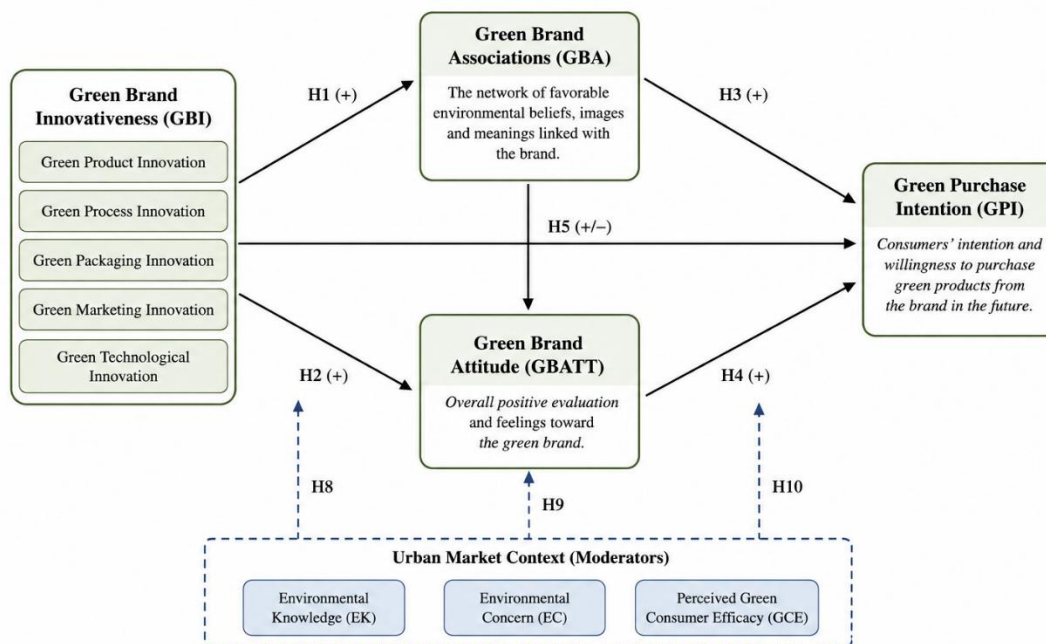 Green Brand
Innovativeness (GBI)
Green Product Innovation
Green Process Innovation
Green Packaging Innovation
Green Marketing Innovation
Green Technological
Innovation
H1 (+)
Green Brand
Associations (GBA)
The network of favorable
environmental beliefs, images
and meanings linked with
the brand.
H3 (+)
H5 (+/−)
Green Purchase
Intention (GPI)
Consumers' intention and
willingness to purchase
green products from
the brand in the future.
H2 (+)
Green Brand
Attitude (GBATT)
Overall positive evaluation
and feelings toward
the green brand.
H4 (+)
H8
H9
H10
Urban Market Context (Moderators)
Environmental
Knowledge (EK)
Environmental
Concern (EC)
Perceived Green
Consumer Efficacy (GCE)